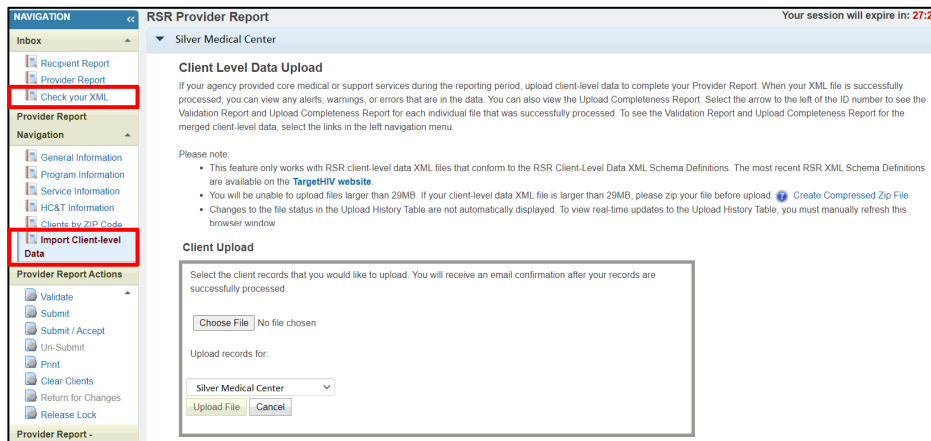 NAVIGATION
RSR Provider Report
Your session will expire in: 27:2
Inbox
Silver Medical Center
Recipient Report
Provider Report
Check your XML
Provider Report
Navigation
General Information
Program Information
Service Information
HC&T Information
Clients by ZIP Code
Import Client-level
Data
Provider Report Actions
Validate
Submit
Submit / Accept
Un-Submit
Print
Clear Clients
Return for Changes
Release Lock
Provider Report -
Client Level Data Upload
If your agency provided core medical or support services during the reporting period, upload client-level data to complete your Provider Report. When your XML file is successfully
processed, you can view any alerts, warnings, or errors that are in the data. You can also view the Upload Completeness Report. Select the arrow to the left of the ID number to see the
Validation Report and Upload Completeness Report for each individual file that was successfully processed. To see the Validation Report and Upload Completeness Report for the
merged client-level data, select the links in the left navigation menu.
Please note:
• This feature only works with RSR client-level data XML files that conform to the RSR Client-Level Data XML Schema Definitions. The most recent RSR XML Schema Definitions
are available on the TargetHIV website.
• You will be unable to upload files larger than 29MB. If your client-level data XML file is larger than 29MB, please zip your file before upload. Create Compressed Zip File
• Changes to the file status in the Upload History Table are not automatically displayed. To view real-time updates to the Upload History Table, you must manually refresh this
browser window
Client Upload
Select the client records that you would like to upload. You will receive an email confirmation after your records are
successfully processed.
Choose File No file chosen
Upload records for:
Silver Medical Center
Upload File Cancel